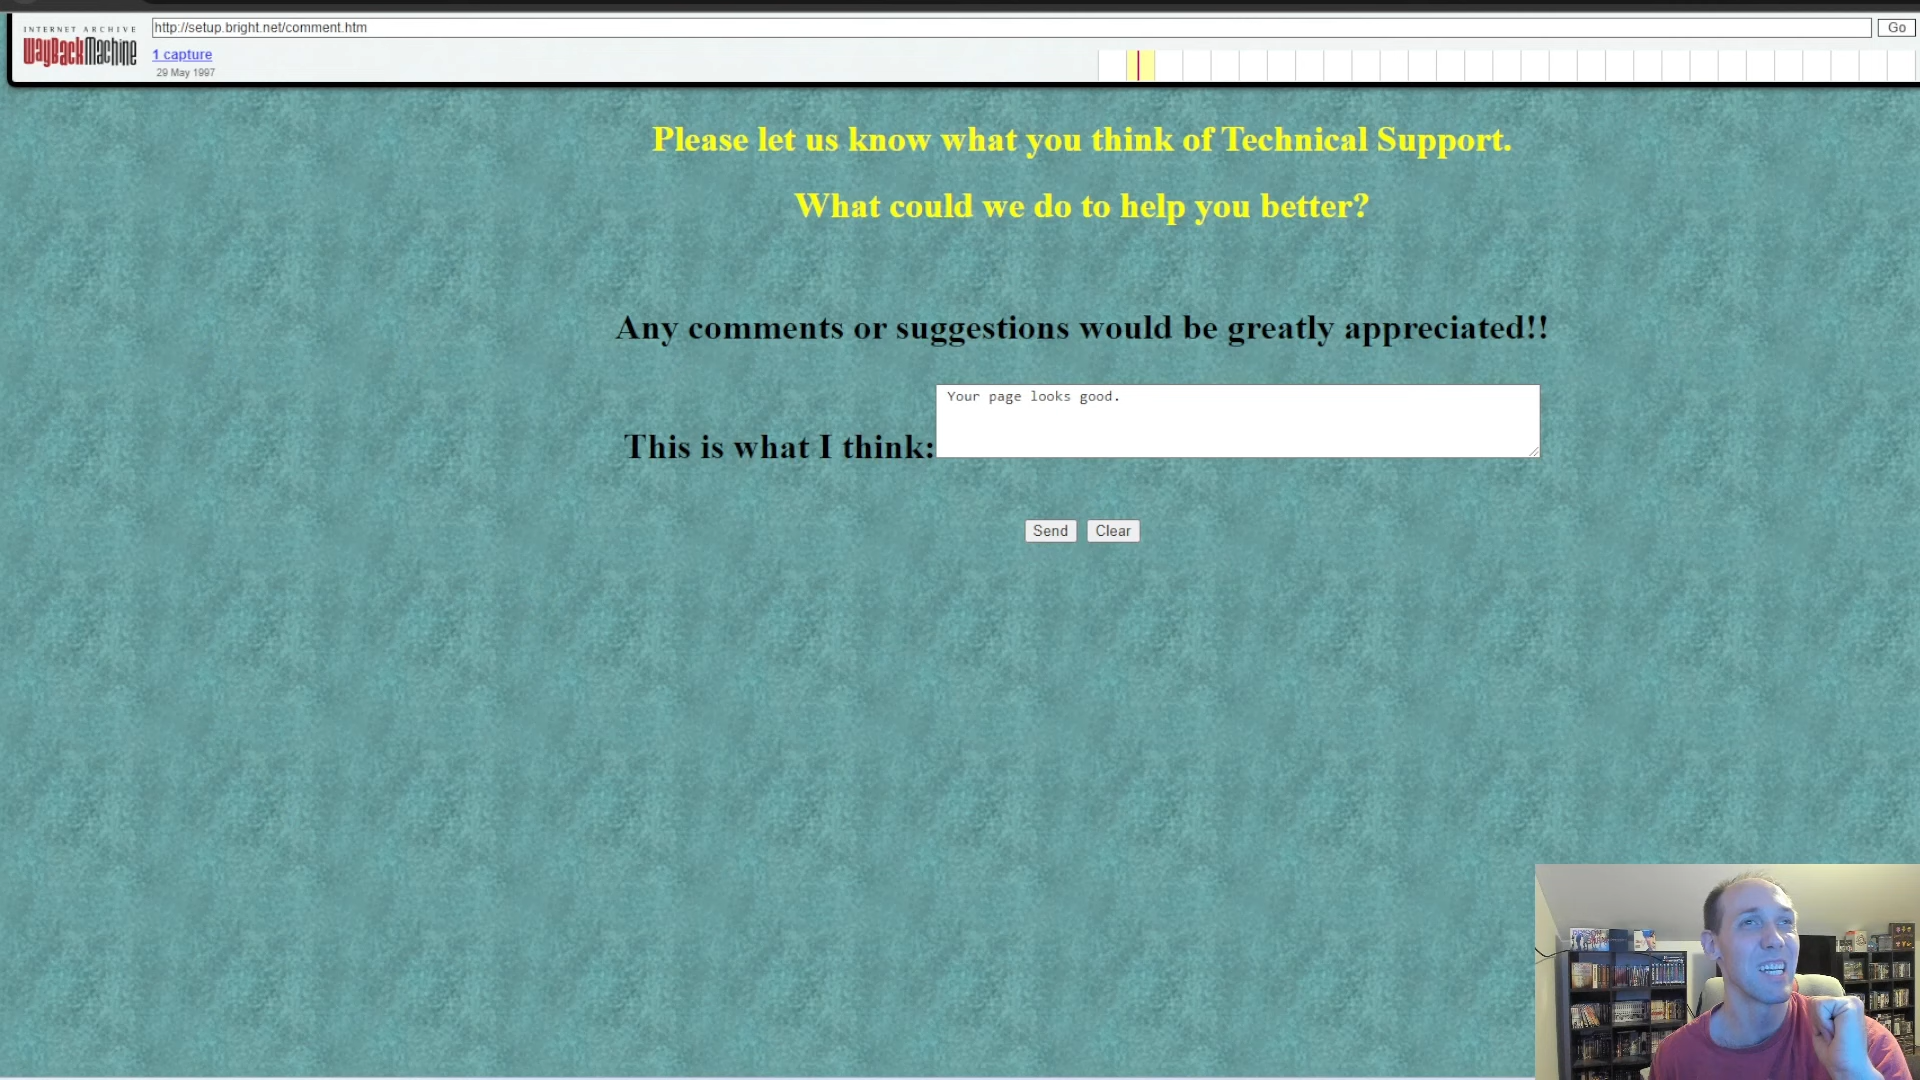 INTERNET ARCHIVE
WayBackMachine
http://setup.bright.net/comment.htm
Go
1 capture
29 May 1997
Please let us know what you think of Technical Support.
What could we do to help you better?
Any comments or suggestions would be greatly appreciated!!
This is what I think:
Your page looks good.
Send
Clear